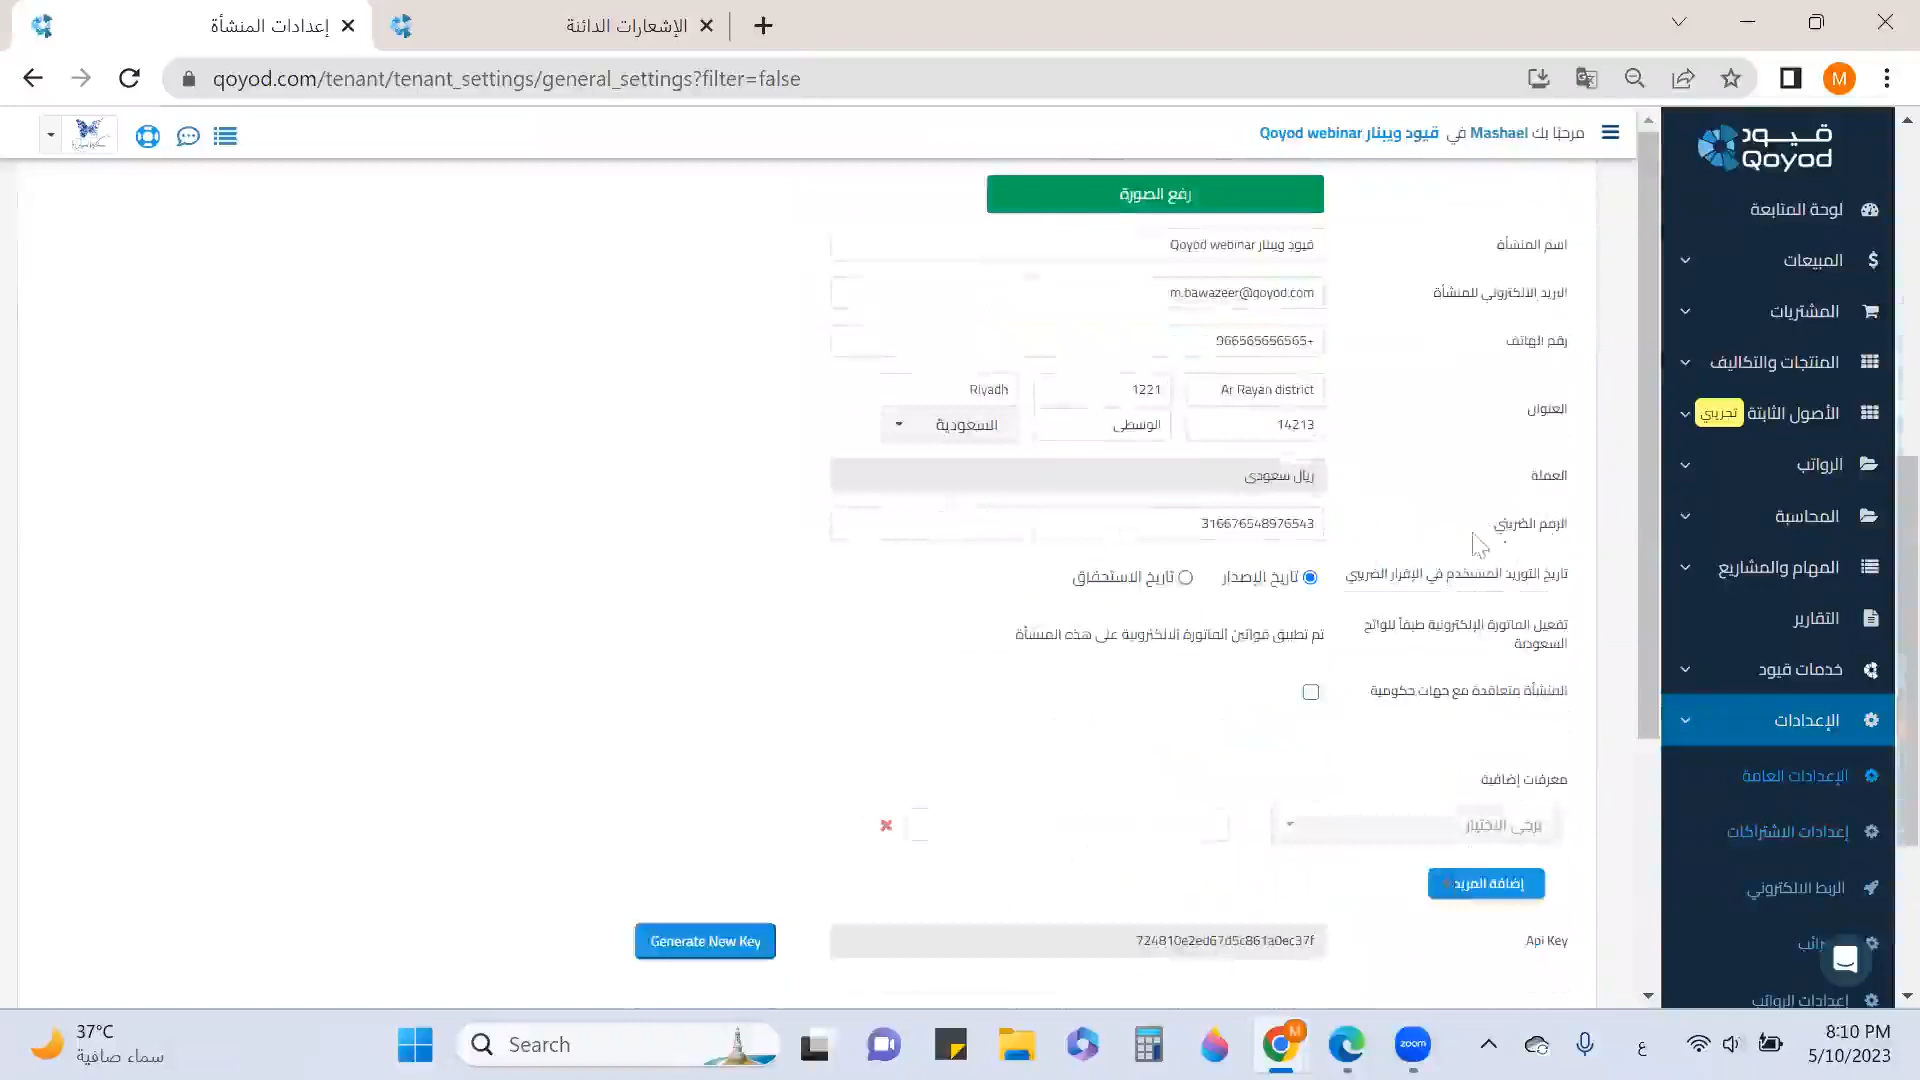 إعدادات المنشأة
الإشعارات الدائنة
qoyod.com/tenant/tenant_settings/general_settings?filter=false
M
مرحبًا بك Mashael في قيود ويبنار Qoyod webinar
قيود
Qoyod
لوحة المتابعة
المبيعات
المشتريات
المنتجات والتكاليف
الأصول الثابتة تجريبي
الرواتب
المحاسبة
المهام والمشاريع
التقارير
خدمات قيود
الإعدادات
الإعدادات العامة
إعدادات الاشتراكات
الربط الالكتروني
إعدادات الرواتب
رفع الصورة
اسم المنشأة
قيود ويبنار Qoyod webinar
البريد الالكتروني للمنشأة
m.bawazeer@qoyod.com
رقم الهاتف
+966565656565
العنوان
Ar Rayan district 1221 Riyadh
14213 الوسطى السعودية
العملة
ريال سعودي
الرقم الضريبي
316676548976543
تاريخ التوريد المستخدم في الإقرار الضريبي
تاريخ الإصدار تاريخ الاستحقاق
تفعيل الفاتورة الإلكترونية طبقاً للوائح
السعودية
تم تطبيق قوانين الفاتورة الالكترونية على هذه المنشأة
المنشأة متعاقدة مع جهات حكومية
معرفات إضافية
يرجى الاختيار
إضافة المزيد
Api Key
724810e2ed67d5c861a0ec37f
Generate New Key
37°C
سماء صافية
Search
M
zoom
ع
8:10 PM
5/10/2023